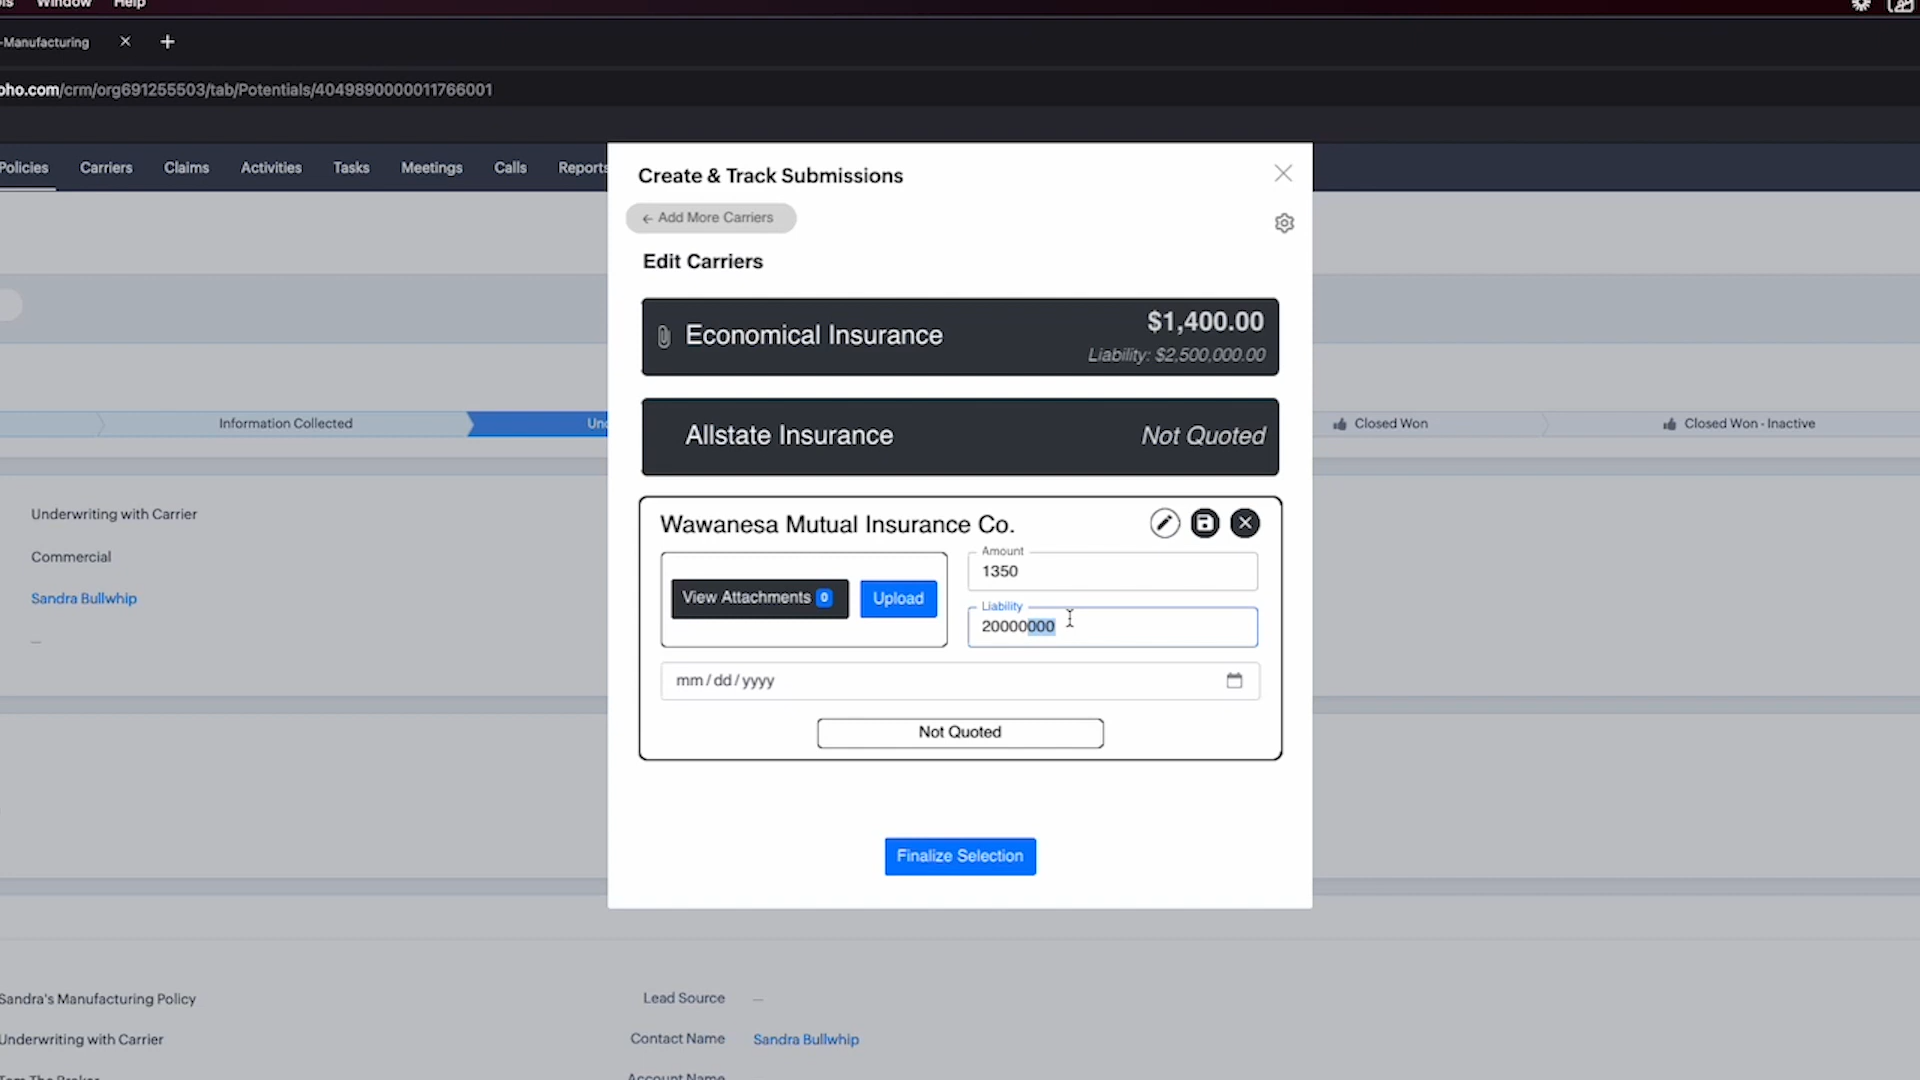 Window Help
-Manufacturing
oho.com/crm/org691255503/tab/Potentials/4049890000011766001
Policies Carriers Claims Activities Tasks Meetings Calls Reports
Create & Track Submissions
← Add More Carriers
Edit Carriers
Economical Insurance
$1,400.00
Liability: $2,500,000.00
Allstate Insurance
Not Quoted
Information Collected
Closed Won
Closed Won - Inactive
Wawanesa Mutual Insurance Co.
Amount
1350
View Attachments 0
Upload
Liability
20000000
mm/dd/yyyy
Not Quoted
Finalize Selection
Underwriting with Carrier
Commercial
Sandra Bullwhip
—
Sandra's Manufacturing Policy
Lead Source —
Underwriting with Carrier
Contact Name Sandra Bullwhip
Account Name